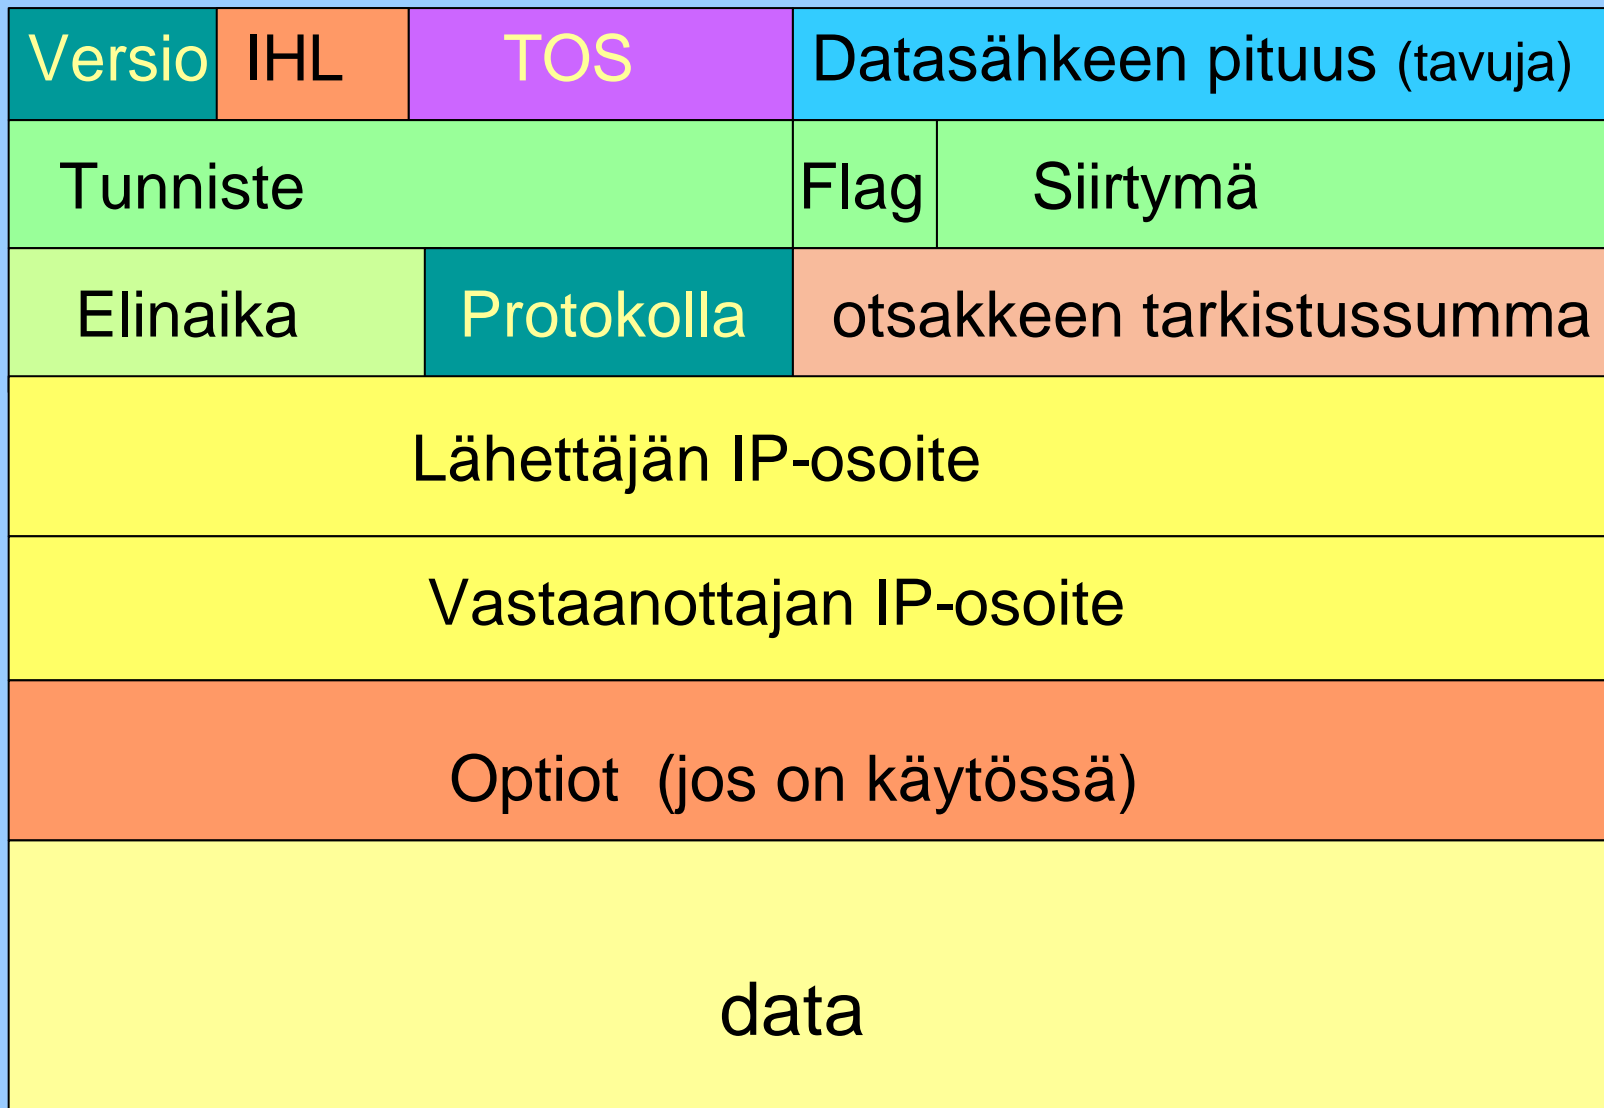 Versio IHL TOS Datasähkeen pituus (tavuja)
Tunniste Flag Siirtymä
Elinaika Protokolla otsakkeen tarkistussumma
Lähettäjän IP-osoite
Vastaanottajan IP-osoite
Optiot (jos on käytössä)
data